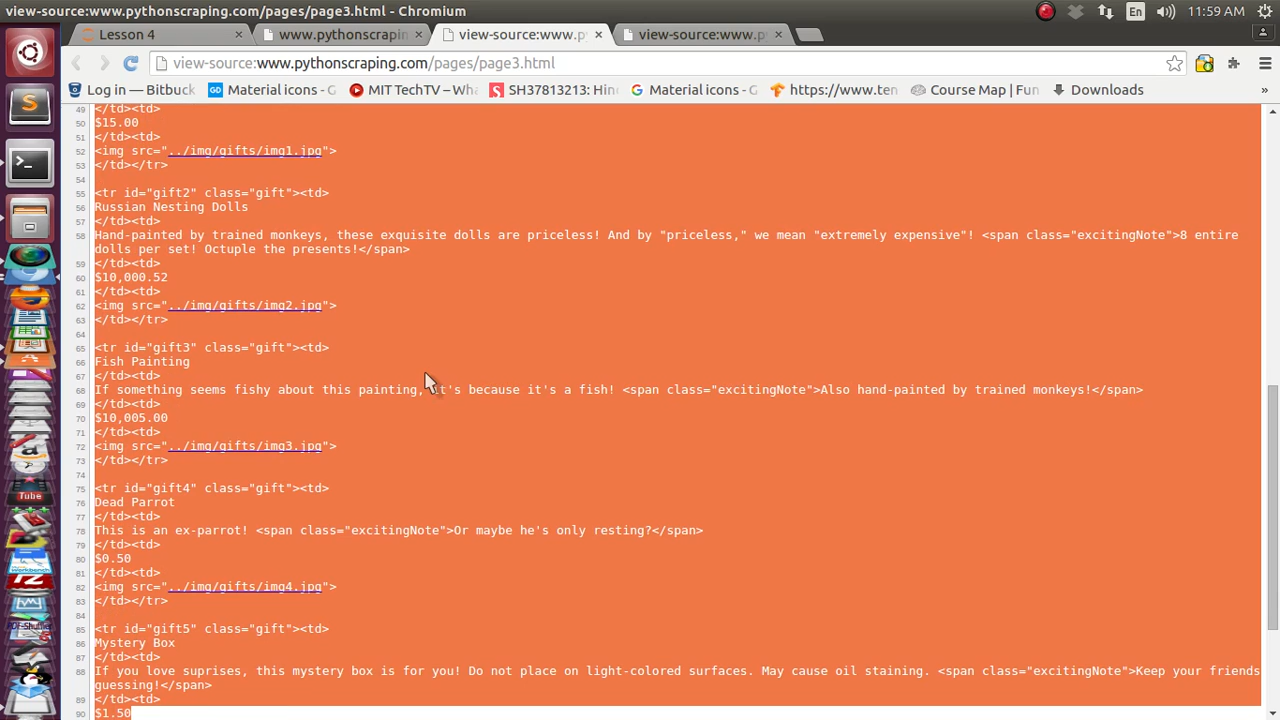 view-source:www.pythonscraping.com/pages/page3.html - Chromium
En
11:59 AM
Lesson 4
www.pythonscrapin
view-source:www.p
view-source:www.p
view-source:www.pythonscraping.com/pages/page3.html
Log in — Bitbuck
GD Material icons - G
MIT TechTV – Wha
S SH37813213: Hin
G Material icons - G
https://www.ten
Course Map | Fun
Downloads
»
49 </td><td>
50 $15.00
51 </td><td>
52 <img src="../img/gifts/img1.jpg">
53 </td></tr>
54
55 <tr id="gift2" class="gift"><td>
56 Russian Nesting Dolls
57 </td><td>
58 Hand-painted by trained monkeys, these exquisite dolls are priceless! And by "priceless," we mean "extremely expensive"! <span class="excitingNote">8 entire
dolls per set! Octuple the presents!</span>
59 </td><td>
60 $10,000.52
61 </td><td>
62 <img src="../img/gifts/img2.jpg">
63 </td></tr>
64
65 <tr id="gift3" class="gift"><td>
66 Fish Painting
67 </td><td>
68 If something seems fishy about this painting, it's because it's a fish! <span class="excitingNote">Also hand-painted by trained monkeys!</span>
69 </td><td>
70 $10,005.00
71 </td><td>
72 <img src="../img/gifts/img3.jpg">
73 </td></tr>
74
75 <tr id="gift4" class="gift"><td>
76 Dead Parrot
77 </td><td>
78 This is an ex-parrot! <span class="excitingNote">Or maybe he's only resting?</span>
79 </td><td>
80 $0.50
81 </td><td>
82 <img src="../img/gifts/img4.jpg">
83 </td></tr>
84
85 <tr id="gift5" class="gift"><td>
86 Mystery Box
87 </td><td>
88 If you love suprises, this mystery box is for you! Do not place on light-colored surfaces. May cause oil staining. <span class="excitingNote">Keep your friends
guessing!</span>
89 </td><td>
90 $1.50
Tube